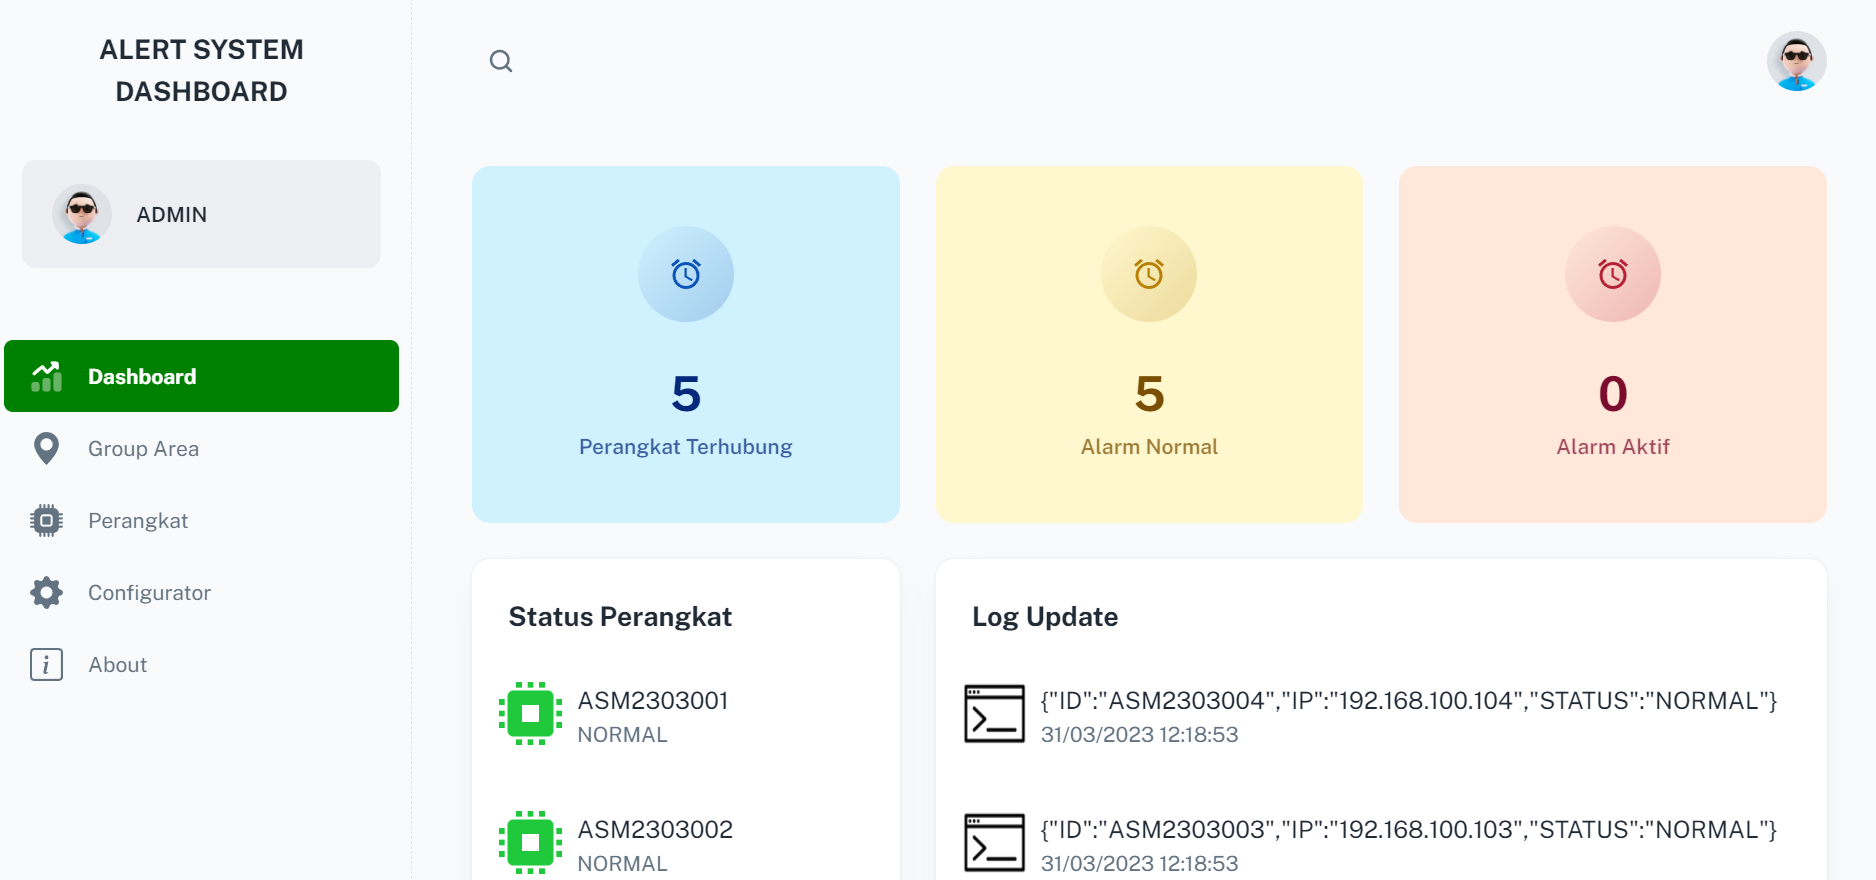 ALERT SYSTEM
DASHBOARD
ADMIN
Dashboard
Group Area
Perangkat
Configurator
About
5
Perangkat Terhubung
5
Alarm Normal
0
Alarm Aktif
Status Perangkat
ASM2303001
NORMAL
ASM2303002
NORMAL
Log Update
{"ID":"ASM2303004","IP":"192.168.100.104","STATUS":"NORMAL"}
31/03/2023 12:18:53
{"ID":"ASM2303003","IP":"192.168.100.103","STATUS":"NORMAL"}
31/03/2023 12:18:53